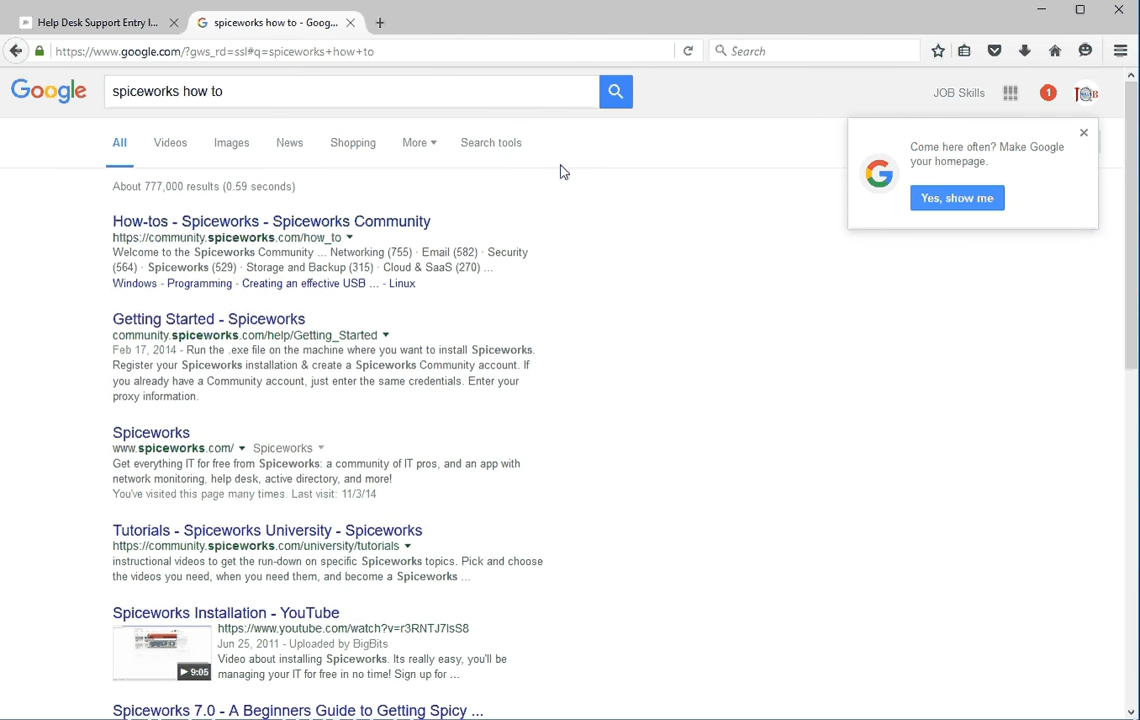 Help Desk Support Entry I...
spiceworks how to - Goog...
https://www.google.com/?gws_rd=ssl#q=spiceworks+how+to
Search
Google
spiceworks how to
JOB Skills
1
JOB
All
Videos
Images
News
Shopping
More
Search tools
Come here often? Make Google
your homepage.
Yes, show me
About 777,000 results (0.59 seconds)
How-tos - Spiceworks - Spiceworks Community
https://community.spiceworks.com/how_to
Welcome to the Spiceworks Community ... Networking (755) · Email (582) · Security
(564) · Spiceworks (529) · Storage and Backup (315) · Cloud & SaaS (270) ...
Windows - Programming - Creating an effective USB ... - Linux
Getting Started - Spiceworks
community.spiceworks.com/help/Getting_Started
Feb 17, 2014 - Run the .exe file on the machine where you want to install Spiceworks.
Register your Spiceworks installation & create a Spiceworks Community account. If
you already have a Community account, just enter the same credentials. Enter your
proxy information.
Spiceworks
www.spiceworks.com/ Spiceworks
Get everything IT for free from Spiceworks: a community of IT pros, and an app with
network monitoring, help desk, active directory, and more!
You've visited this page many times. Last visit: 11/3/14
Tutorials - Spiceworks University - Spiceworks
https://community.spiceworks.com/university/tutorials
instructional videos to get the run-down on specific Spiceworks topics. Pick and choose
the videos you need, when you need them, and become a Spiceworks ...
Spiceworks Installation - YouTube
https://www.youtube.com/watch?v=r3RNTJ7IsS8
Jun 25, 2011 - Uploaded by BigBits
Video about installing Spiceworks. Its really easy, you'll be
managing your IT for free in no time! Sign up for ...
9:05
Spiceworks 7.0 - A Beginners Guide to Getting Spicy ...